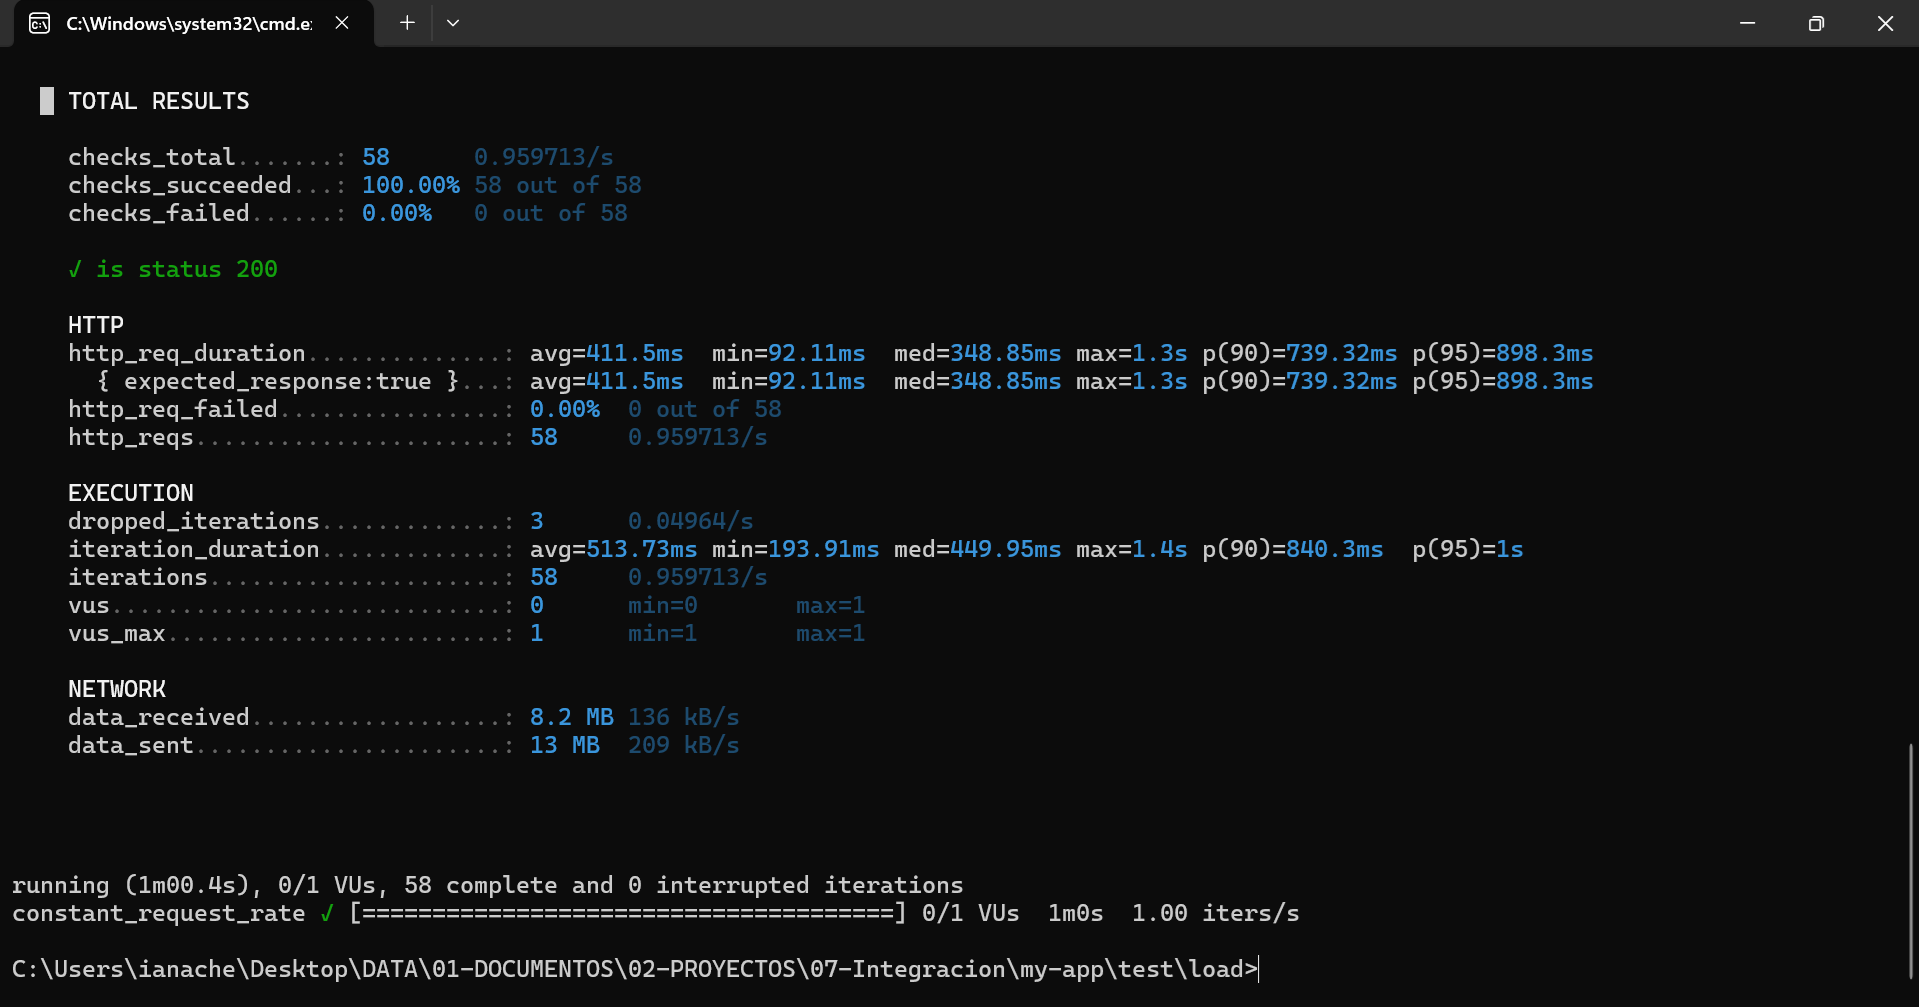 C:\Windows\system32\cmd.e
TOTAL RESULTS
checks_total.......: 58 0.959713/s
checks_succeeded...: 100.00% 58 out of 58
checks_failed......: 0.00% 0 out of 58
✓ is status 200
HTTP
http_req_duration..............: avg=411.5ms min=92.11ms med=348.85ms max=1.3s p(90)=739.32ms p(95)=898.3ms
{ expected_response:true }...: avg=411.5ms min=92.11ms med=348.85ms max=1.3s p(90)=739.32ms p(95)=898.3ms
http_req_failed................: 0.00% 0 out of 58
http_reqs......................: 58 0.959713/s
EXECUTION
dropped_iterations.............: 3 0.04964/s
iteration_duration.............: avg=513.73ms min=193.91ms med=449.95ms max=1.4s p(90)=840.3ms p(95)=1s
iterations.....................: 58 0.959713/s
vus............................: 0 min=0 max=1
vus_max........................: 1 min=1 max=1
NETWORK
data_received..................: 8.2 MB 136 kB/s
data_sent......................: 13 MB 209 kB/s
running (1m00.4s), 0/1 VUs, 58 complete and 0 interrupted iterations
constant_request_rate ✓ [======================================] 0/1 VUs 1m0s 1.00 iters/s
C:\Users\ianache\Desktop\DATA\01-DOCUMENTOS\02-PROYECTOS\07-Integracion\my-app\test\load>